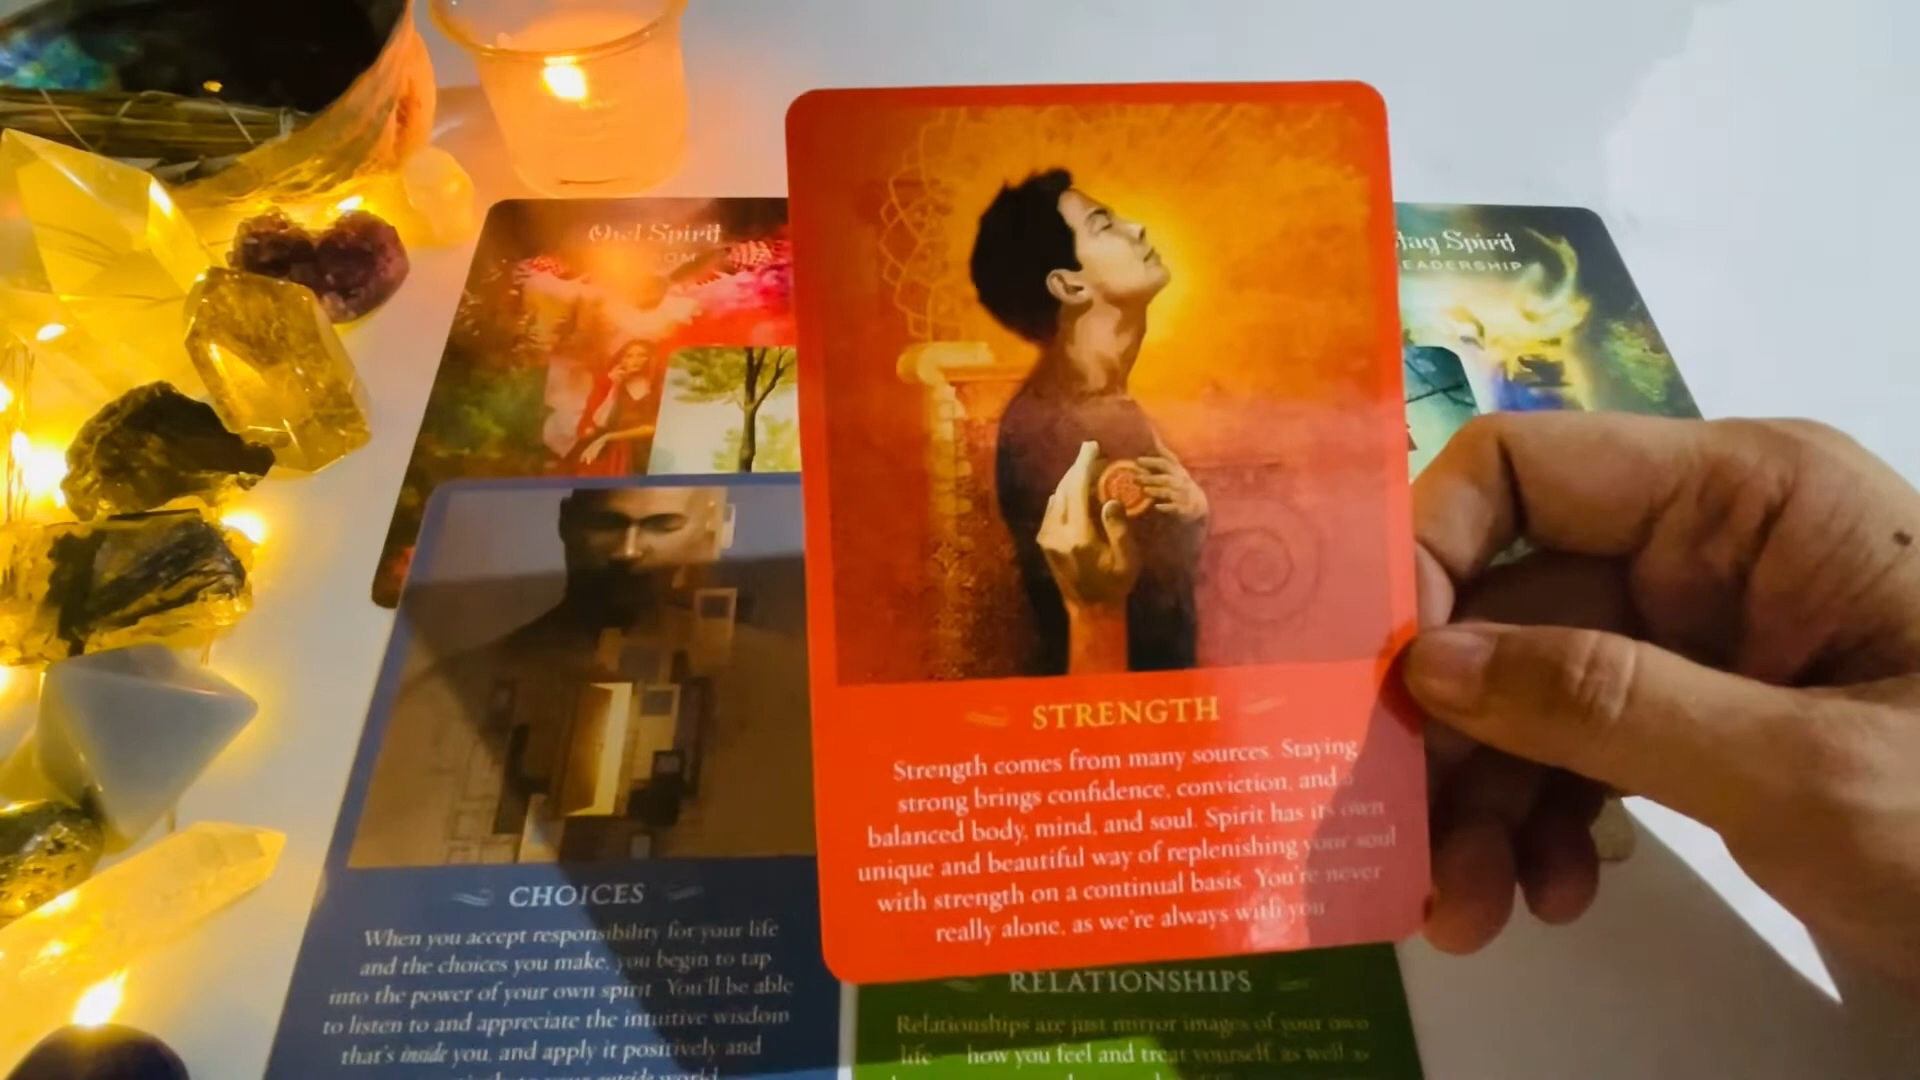 Owl Spirit
Stag Spirit
LEADERSHIP
STRENGTH
Strength comes from many sources. Staying
strong brings confidence, conviction, and a
balanced body, mind, and soul. Spirit has its own
unique and beautiful way of replenishing your soul
with strength on a continual basis. You're never
really alone, as we're always with you
CHOICES
When you accept responsibility for your life
and the choices you make, you begin to tap
into the power of your own spirit. You'll be able
to listen to and appreciate the intuitive wisdom
that's inside you, and apply it positively and
outside world
RELATIONSHIPS
Relationships are just mirror images of your own
life— how you feel and treat yourself, as well as